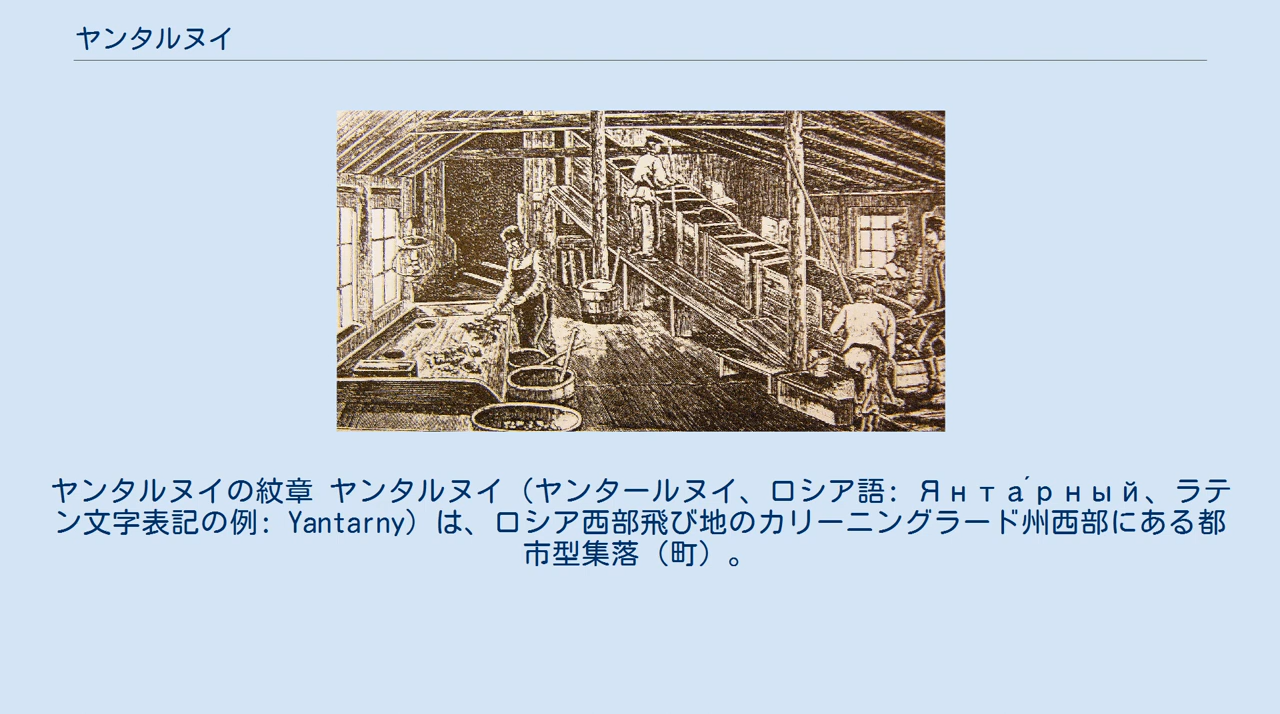 ヤンタルヌイ
ヤンタルヌイの紋章 ヤンタルヌイ（ヤンタールヌイ、ロシア語: Янта́рный、ラテ
ン文字表記の例: Yantarny）は、ロシア西部飛び地のカリーニングラード州西部にある都
市型集落（町）。